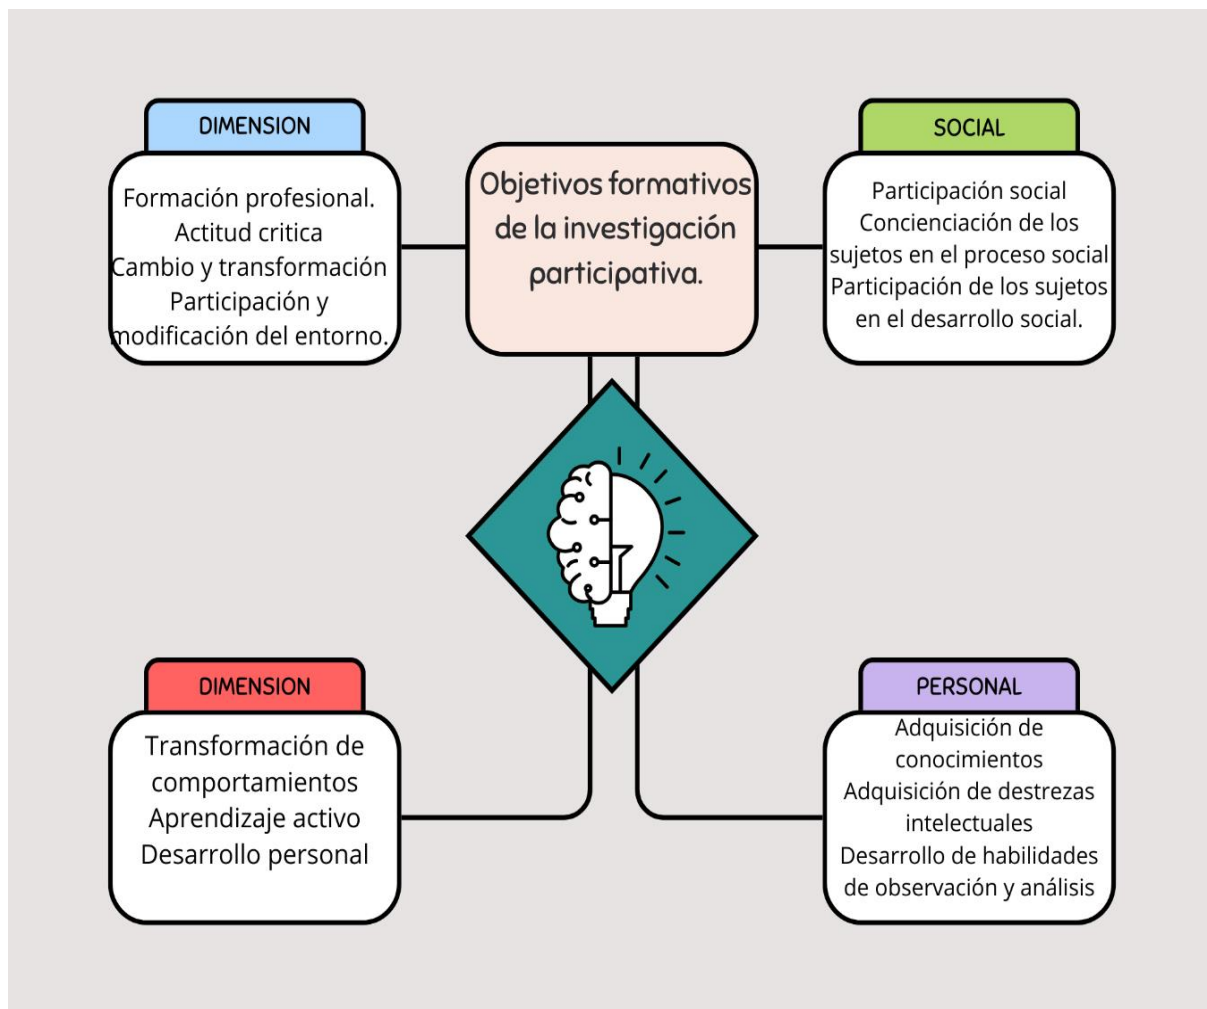 DIMENSION
Formación profesional.
Actitud critica
Cambio y transformación
Participación y
modificación del entorno.
Objetivos formativos
de la investigación
participativa.
SOCIAL
Participación social
Concienciación de los
sujetos en el proceso social
Participación de los sujetos
en el desarrollo social.
DIMENSION
Transformación de
comportamientos
Aprendizaje activo
Desarrollo personal
PERSONAL
Adquisición de
conocimientos
Adquisición de destrezas
intelectuales
Desarrollo de habilidades
de observación y análisis